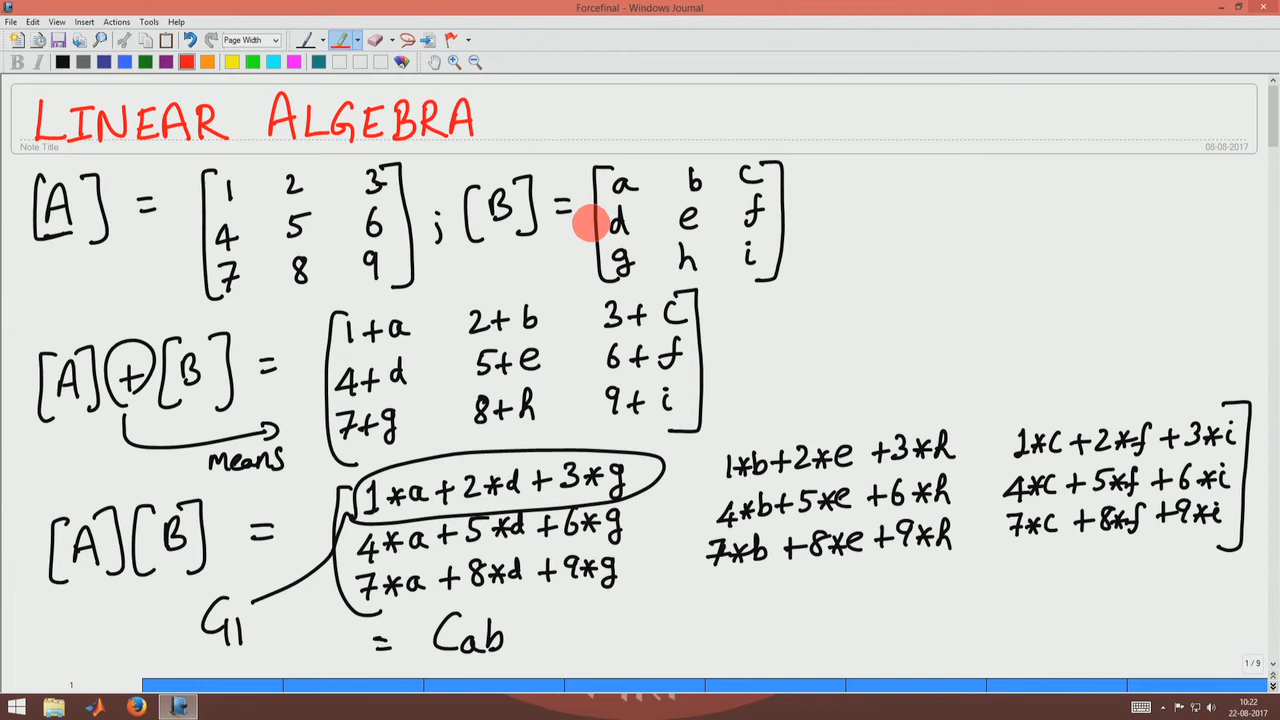 Forcefinal - Windows Journal
File Edit View Insert Actions Tools Help
Page Width
B I
LINEAR ALGEBRA
Note Title
08-08-2017
[A] = [1 2 3 ; [B] = [a b c
4 5 6 d e f
7 8 9] g h i]
[A] + [B] = [1+a 2+b 3+c
4+d 5+e 6+f
7+g 8+h 9+i]
means
[A][B] = [1*a+2*d+3*g 1*b+2*e+3*h 1*c+2*f+3*i
4*a+5*d+6*g 4*b+5*e+6*h 4*c+5*f+6*i
7*a+8*d+9*g 7*b+8*e+9*h 7*c+8*f+9*i]
C11
= Cab
1 / 9
1
10:22
22-08-2017